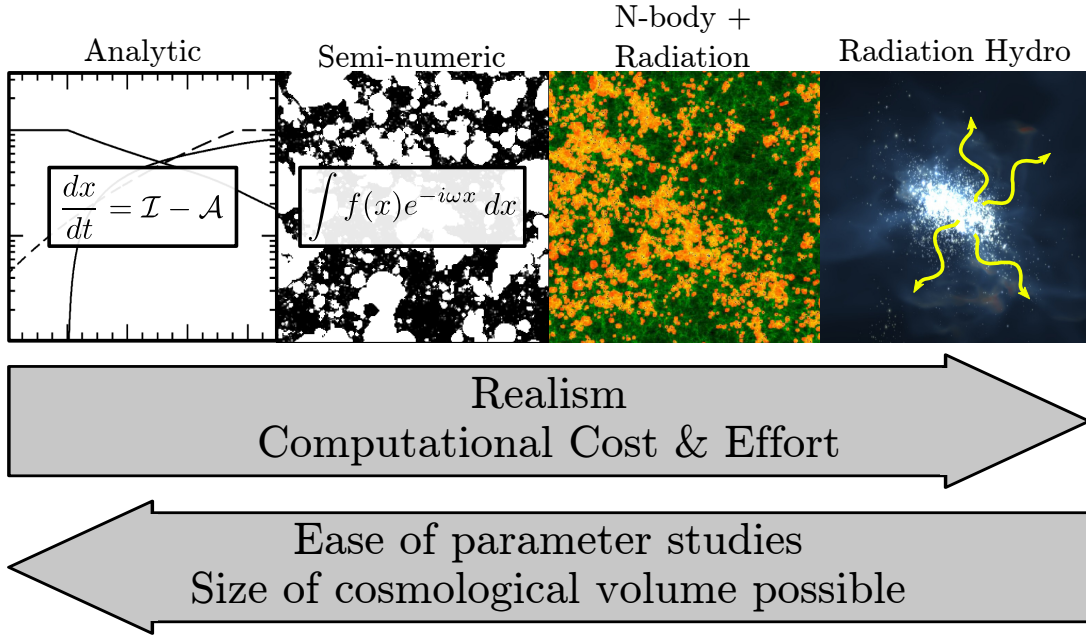 Analytic
Semi-numeric
N-body +
Radiation
Radiation Hydro
dx/dt = ℐ − 𝒜
∫ f(x)e^{−iωx} dx
Realism
Computational Cost & Effort
Ease of parameter studies
Size of cosmological volume possible